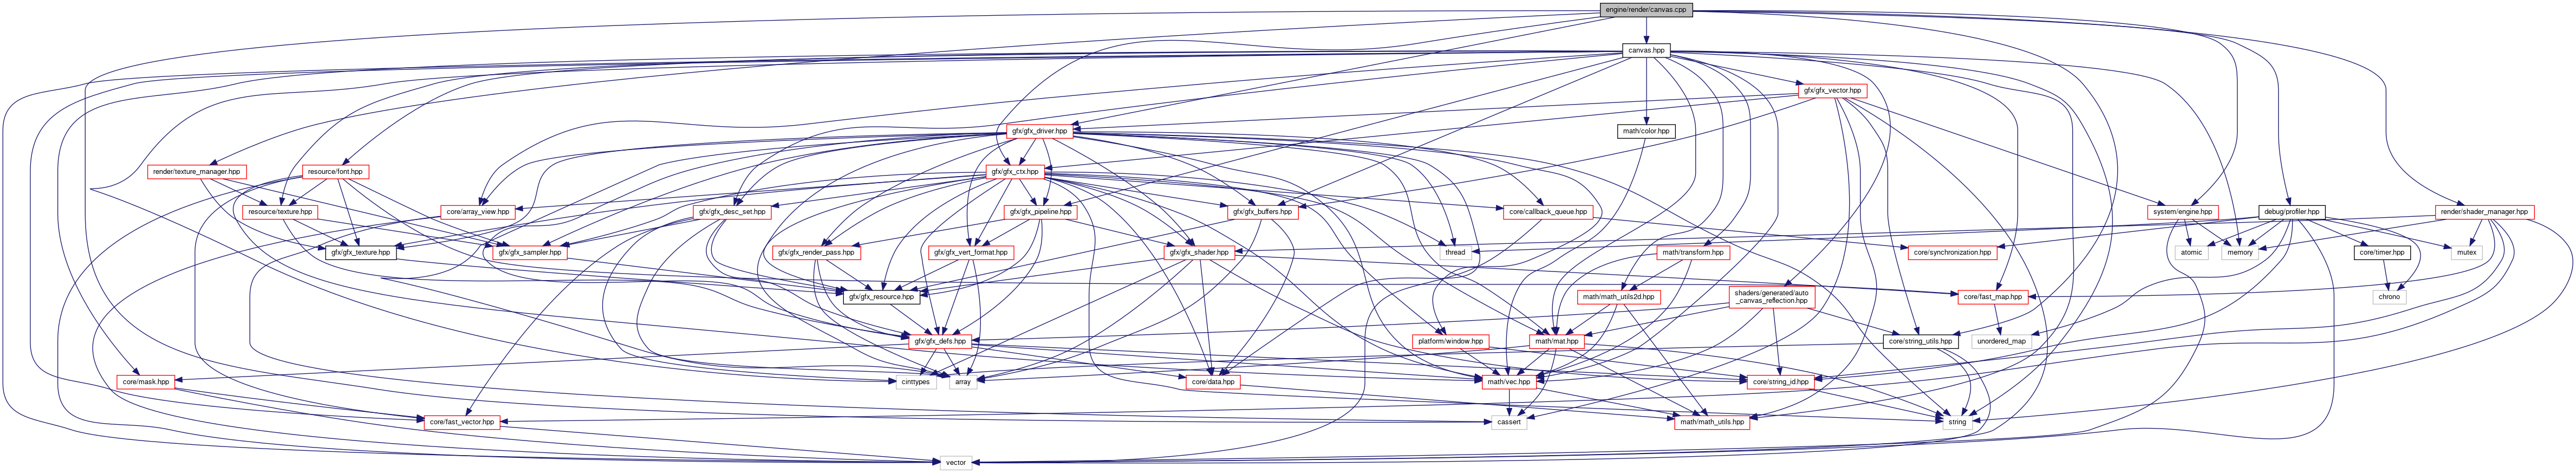 engine/render/canvas.cpp
canvas.hpp
gfx/gfx_vector.hpp
gfx/gfx_driver.hpp
math/color.hpp
render/texture_manager.hpp
resource/font.hpp
gfx/gfx_ctx.hpp
resource/texture.hpp
core/array_view.hpp
gfx/gfx_desc_set.hpp
gfx/gfx_pipeline.hpp
gfx/gfx_buffers.hpp
core/callback_queue.hpp
system/engine.hpp
debug/profiler.hpp
render/shader_manager.hpp
gfx/gfx_texture.hpp
gfx/gfx_sampler.hpp
gfx/gfx_render_pass.hpp
gfx/gfx_vert_format.hpp
gfx/gfx_shader.hpp
thread
math/transform.hpp
core/synchronization.hpp
atomic
memory
core/timer.hpp
mutex
gfx/gfx_resource.hpp
math/math_utils2d.hpp
shaders/generated/auto
_canvas_reflection.hpp
core/fast_map.hpp
chrono
gfx/gfx_defs.hpp
platform/window.hpp
math/mat.hpp
core/string_utils.hpp
unordered_map
core/mask.hpp
cinttypes
array
core/data.hpp
math/vec.hpp
core/string_id.hpp
core/fast_vector.hpp
cassert
math/math_utils.hpp
string
vector